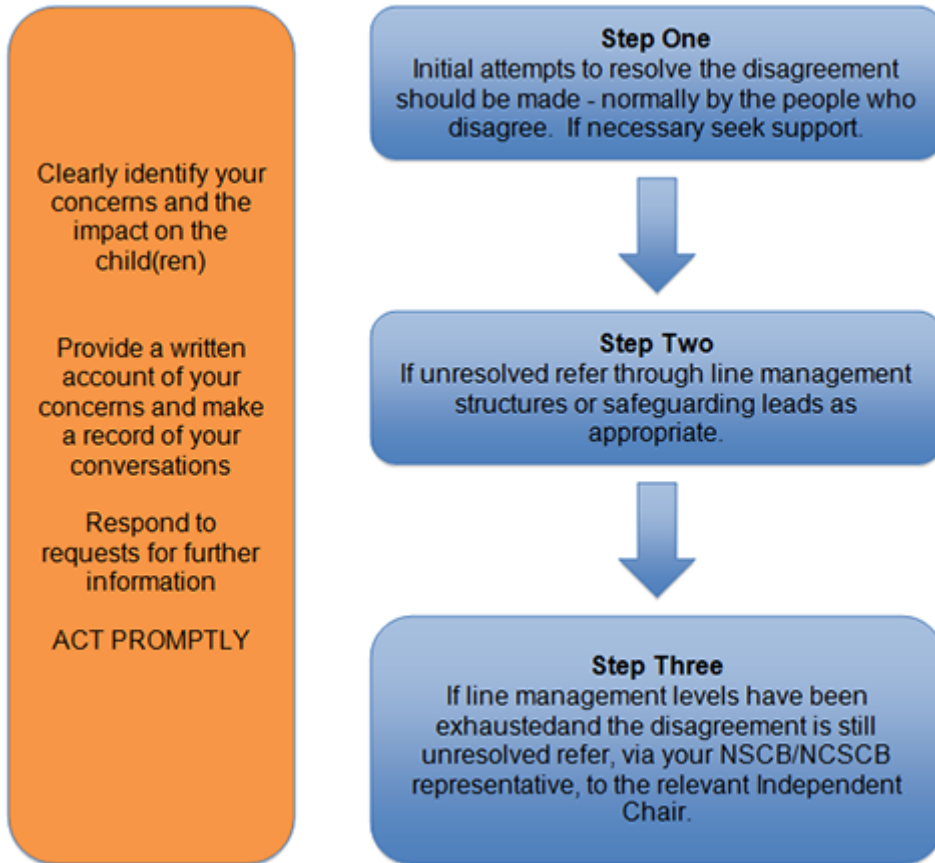 Clearly identify your
concerns and the
impact on the
child(ren)
Provide a written
account of your
concerns and make
a record of your
conversations
Respond to
requests for further
information
ACT PROMPTLY
Step One
Initial attempts to resolve the disagreement
should be made - normally by the people who
disagree. If necessary seek support.
Step Two
If unresolved refer through line management
structures or safeguarding leads as
appropriate.
Step Three
If line management levels have been
exhaustedand the disagreement is still
unresolved refer, via your NSCB/NCSCB
representative, to the relevant Independent
Chair.